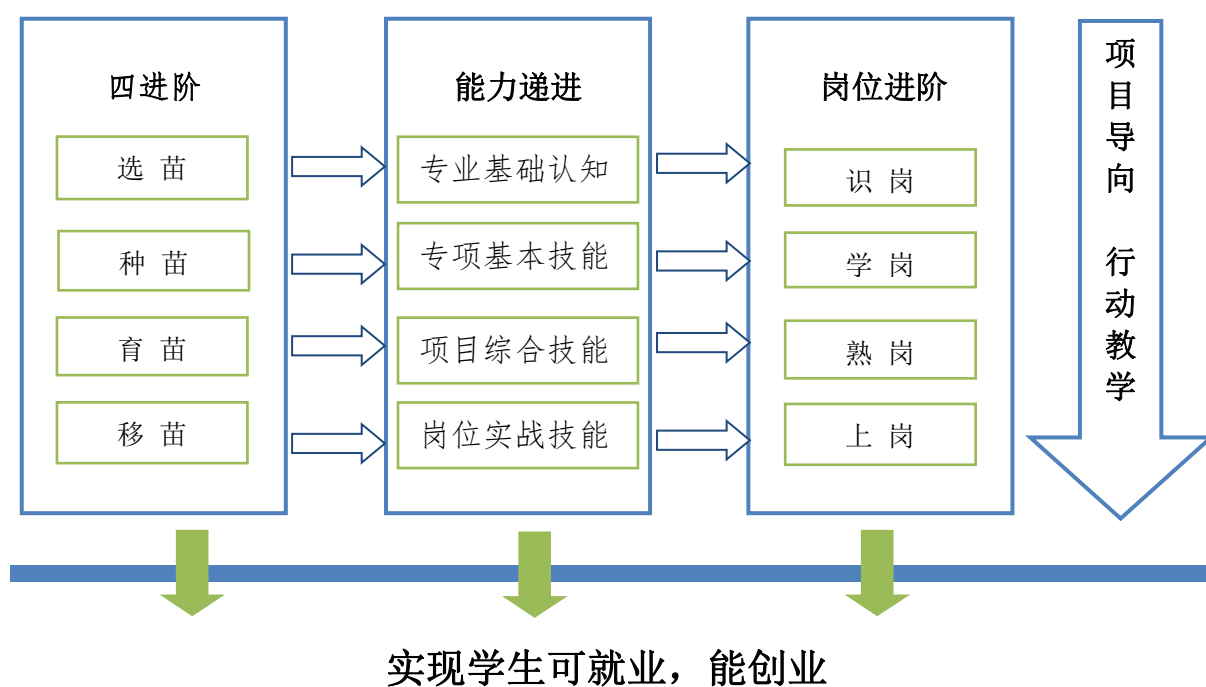 四进阶
选 苗
种 苗
育 苗
移 苗
能力递进
专业基础认知
专项基本技能
项目综合技能
岗位实战技能
岗位进阶
识 岗
学 岗
熟 岗
上 岗
项目导向 行动教学
实现学生可就业，能创业